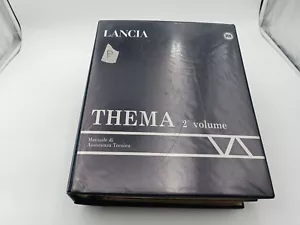 LANCIA
P
THEMA 2° volume
Manuale di
Assistenza Tecnica